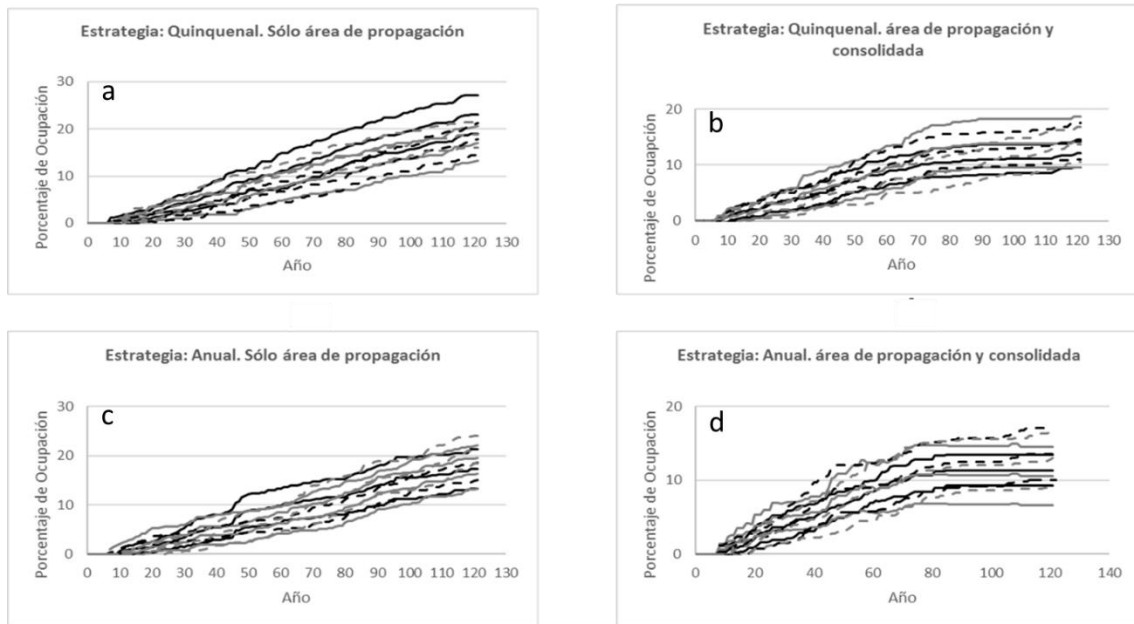 Estrategia: Quinquenal. Sólo área de propagación
a
Porcentaje de Ocupación
30
20
10
0
0 10 20 30 40 50 60 70 80 90 100 110 120 130
Año
Estrategia: Quinquenal. área de propagación y
consolidada
b
Porcentaje de Ocuapción
20
10
0
0 10 20 30 40 50 60 70 80 90 100 110 120 130
Año
Estrategia: Anual. Sólo área de propagación
c
Porcentaje de Ocupación
30
20
10
0
0 10 20 30 40 50 60 70 80 90 100 110 120 130
Año
Estrategia: Anual. área de propagación y consolidada
d
Porcentaje de Ocupación
20
10
0
0 20 40 60 80 100 120 140
Año